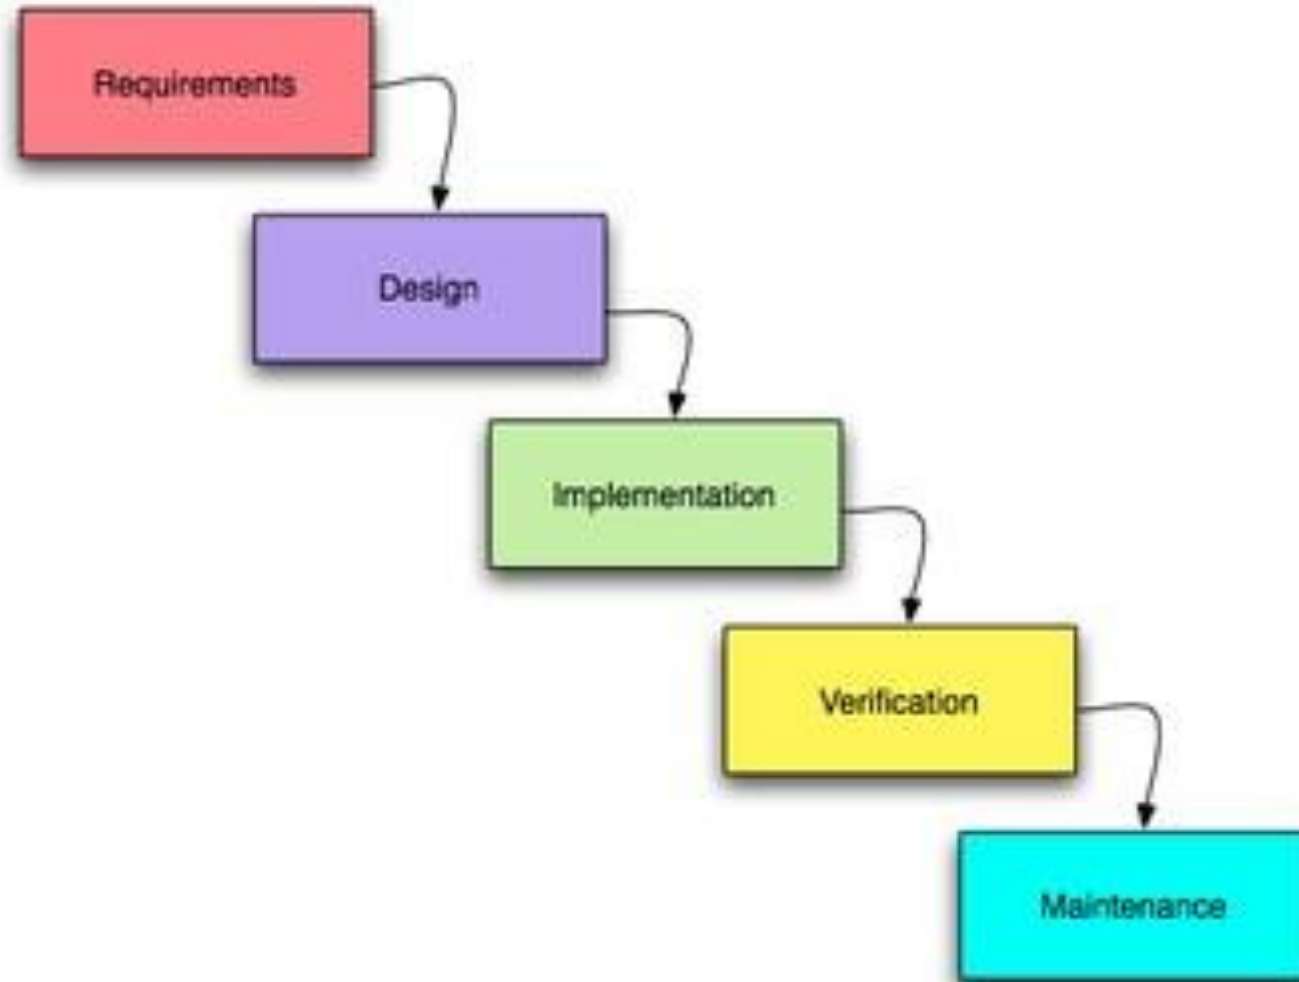 Requirements
Design
Implementation
Verification
Maintenance